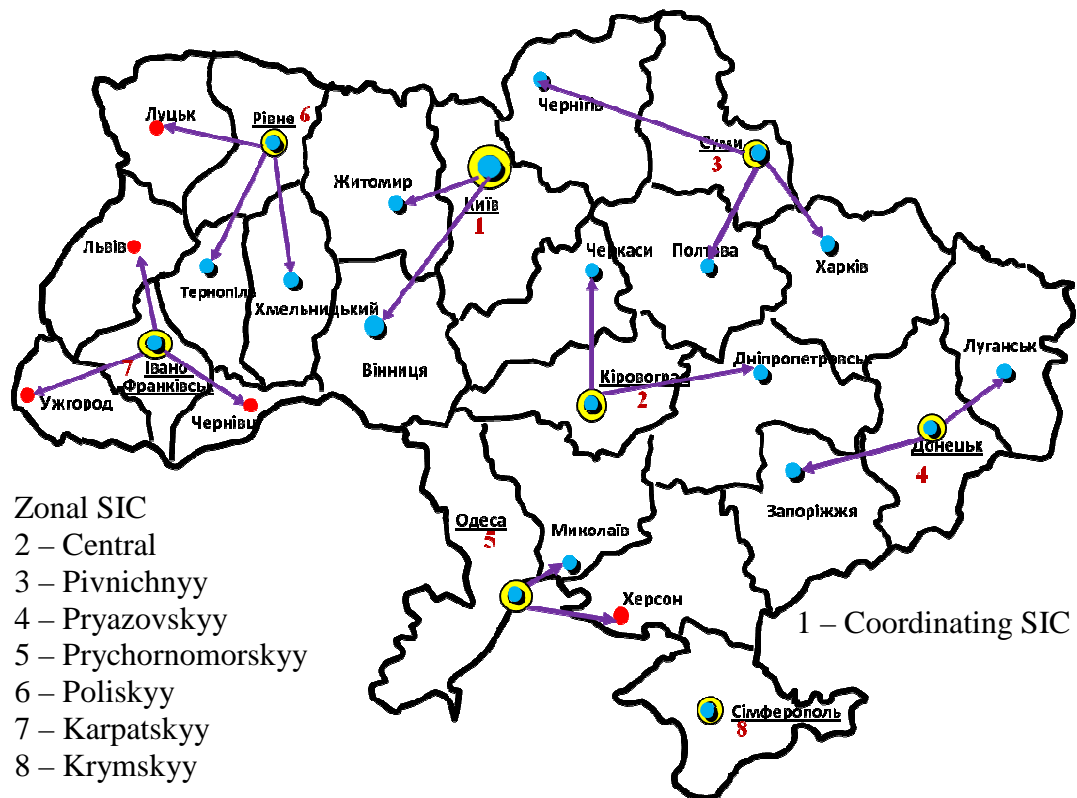 Чернігів
Луцьк
Рівне 6
Суми
3
Житомир
Київ
1
Львів
Черкаси
Полтава
Харків
Тернопіль
Хмельницький
7
Івано
Франківськ
Вінниця
Дніпропетровськ
Луганськ
Кіровоград
2
Ужгород
Чернівці
Донецьк
4
Запоріжжя
Одеса
5
Миколаїв
Херсон
Zonal SIC
2 – Central
3 – Pivnichnyy
4 – Pryazovskyy
5 – Prychornomorskyy
6 – Poliskyy
7 – Karpatskyy
8 – Krymskyy
1 – Coordinating SIC
Сімферополь
8